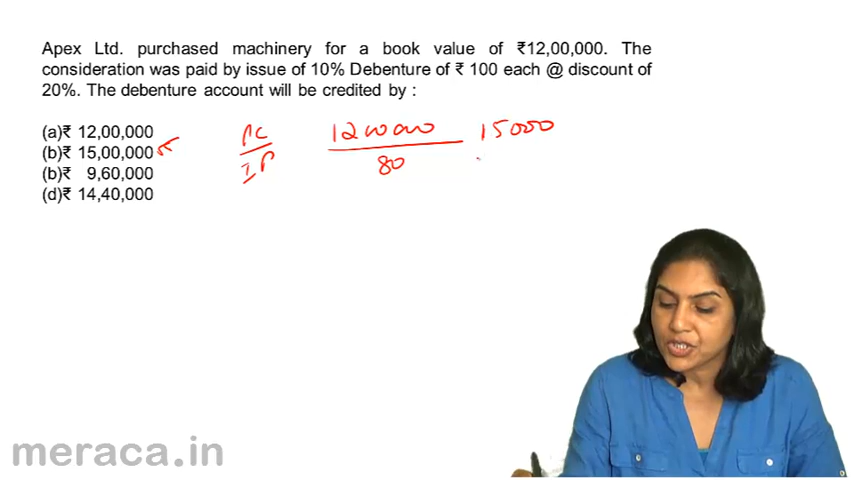 Apex Ltd. purchased machinery for a book value of ₹12,00,000. The
consideration was paid by issue of 10% Debenture of ₹ 100 each @ discount of
20%. The debenture account will be credited by :
(a)₹ 12,00,000
(b)₹ 15,00,000
(b)₹ 9,60,000
(d)₹ 14,40,000
PC 1200000 15000
IP 80
meraca.in